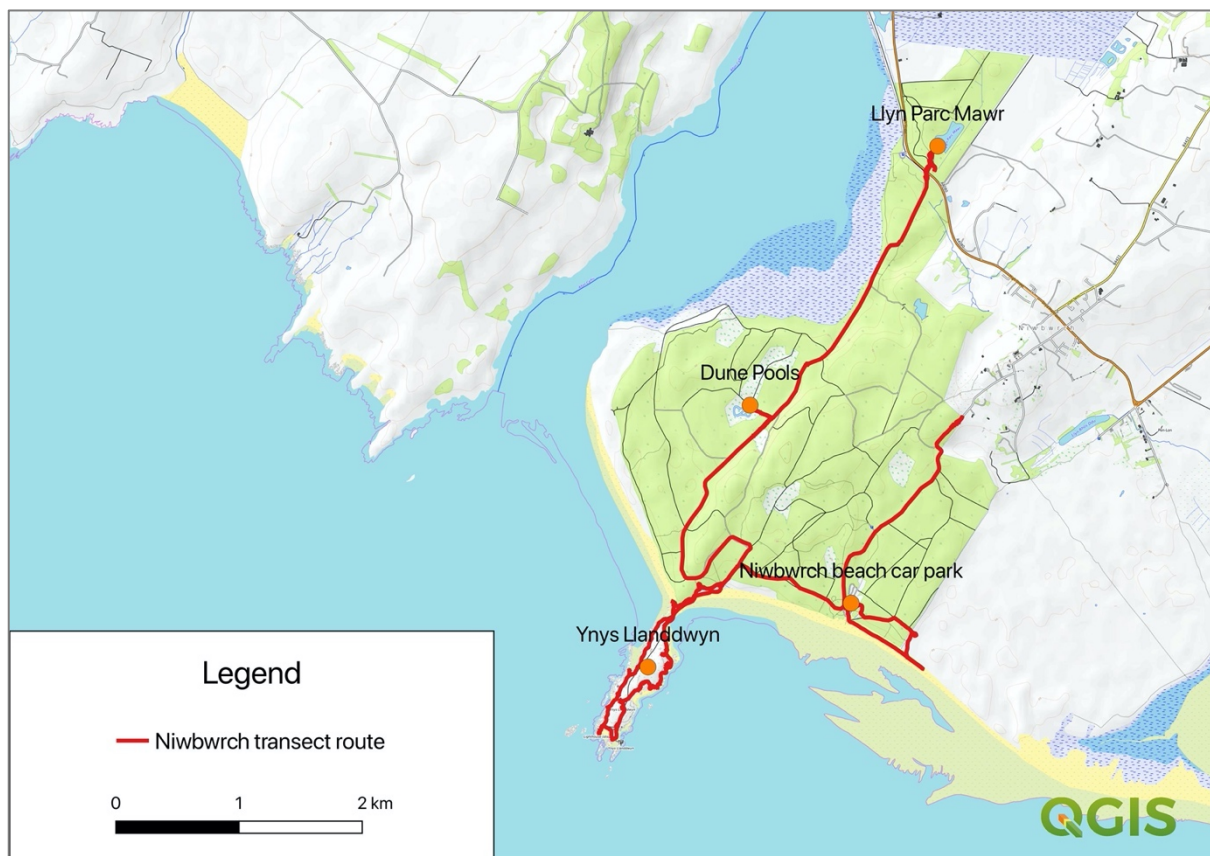 Llyn Parc Mawr
Niwbwrch
Dune Pools
Niwbwrch beach car park
Ynys Llanddwyn
Legend
Niwbwrch transect route
0 1 2 km
QGIS